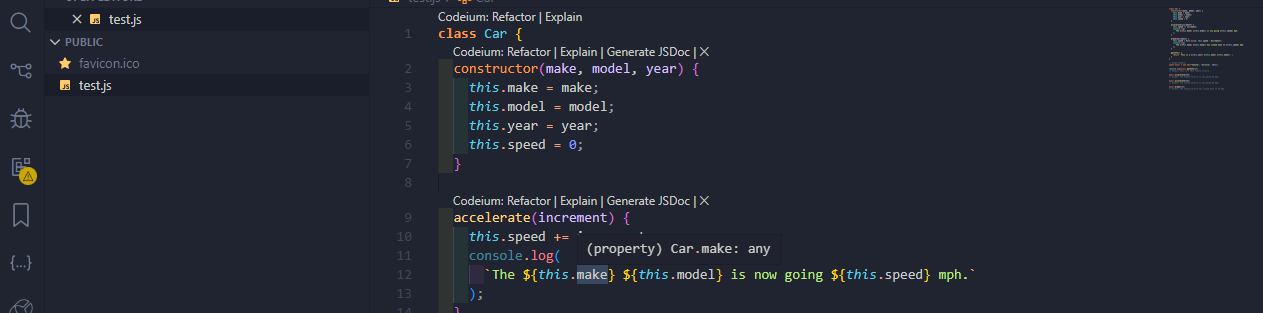 test.js
PUBLIC
favicon.ico
test.js
Codeium: Refactor | Explain
1 class Car {
Codeium: Refactor | Explain | Generate JSDoc | X
2 constructor(make, model, year) {
3 this.make = make;
4 this.model = model;
5 this.year = year;
6 this.speed = 0;
7 }
8
Codeium: Refactor | Explain | Generate JSDoc | X
9 accelerate(increment) {
10 this.speed +=
(property) Car.make: any
11 console.log(
12 `The ${this.make} ${this.model} is now going ${this.speed} mph.`
13 );
14 }